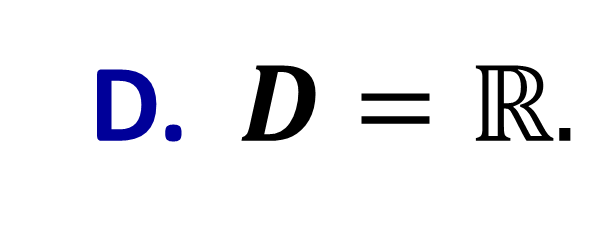 D. D = ℝ.